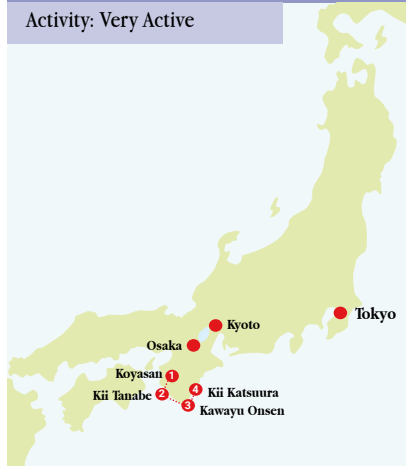 Activity: Very Active
Kyoto
Tokyo
Osaka
Koyasan 1
Kii Tanabe 2
4 Kii Katsuura
3 Kawayu Onsen